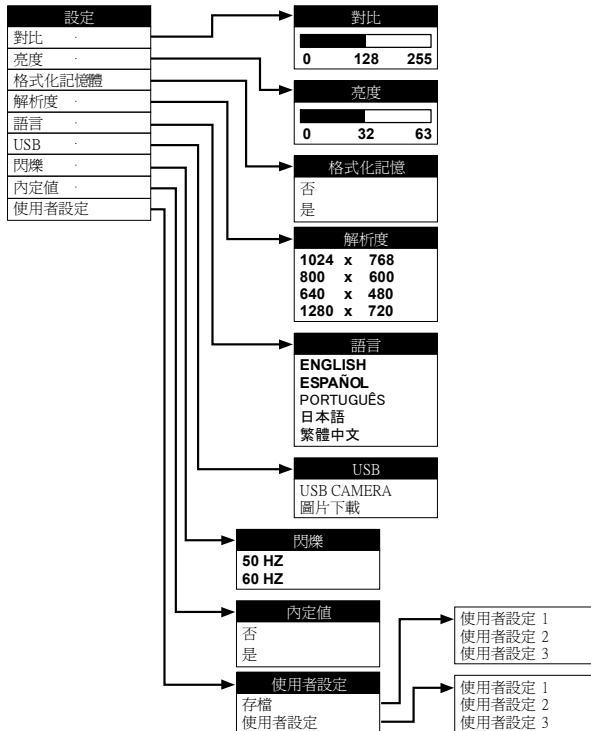 設定
對比 ·
亮度 ·
格式化記憶體
解析度 ·
語言 ·
USB ·
閃爍 ·
內定值 ·
使用者設定
對比
0 128 255
亮度
0 32 63
格式化記憶
否
是
解析度
1024 x 768
800 x 600
640 x 480
1280 x 720
語言
ENGLISH
ESPAÑOL
PORTUGUÊS
日本語
繁體中文
USB
USB CAMERA
圖片下載
閃爍
50 HZ
60 HZ
內定值
否
是
使用者設定
存檔
使用者設定
使用者設定 1
使用者設定 2
使用者設定 3
使用者設定 1
使用者設定 2
使用者設定 3